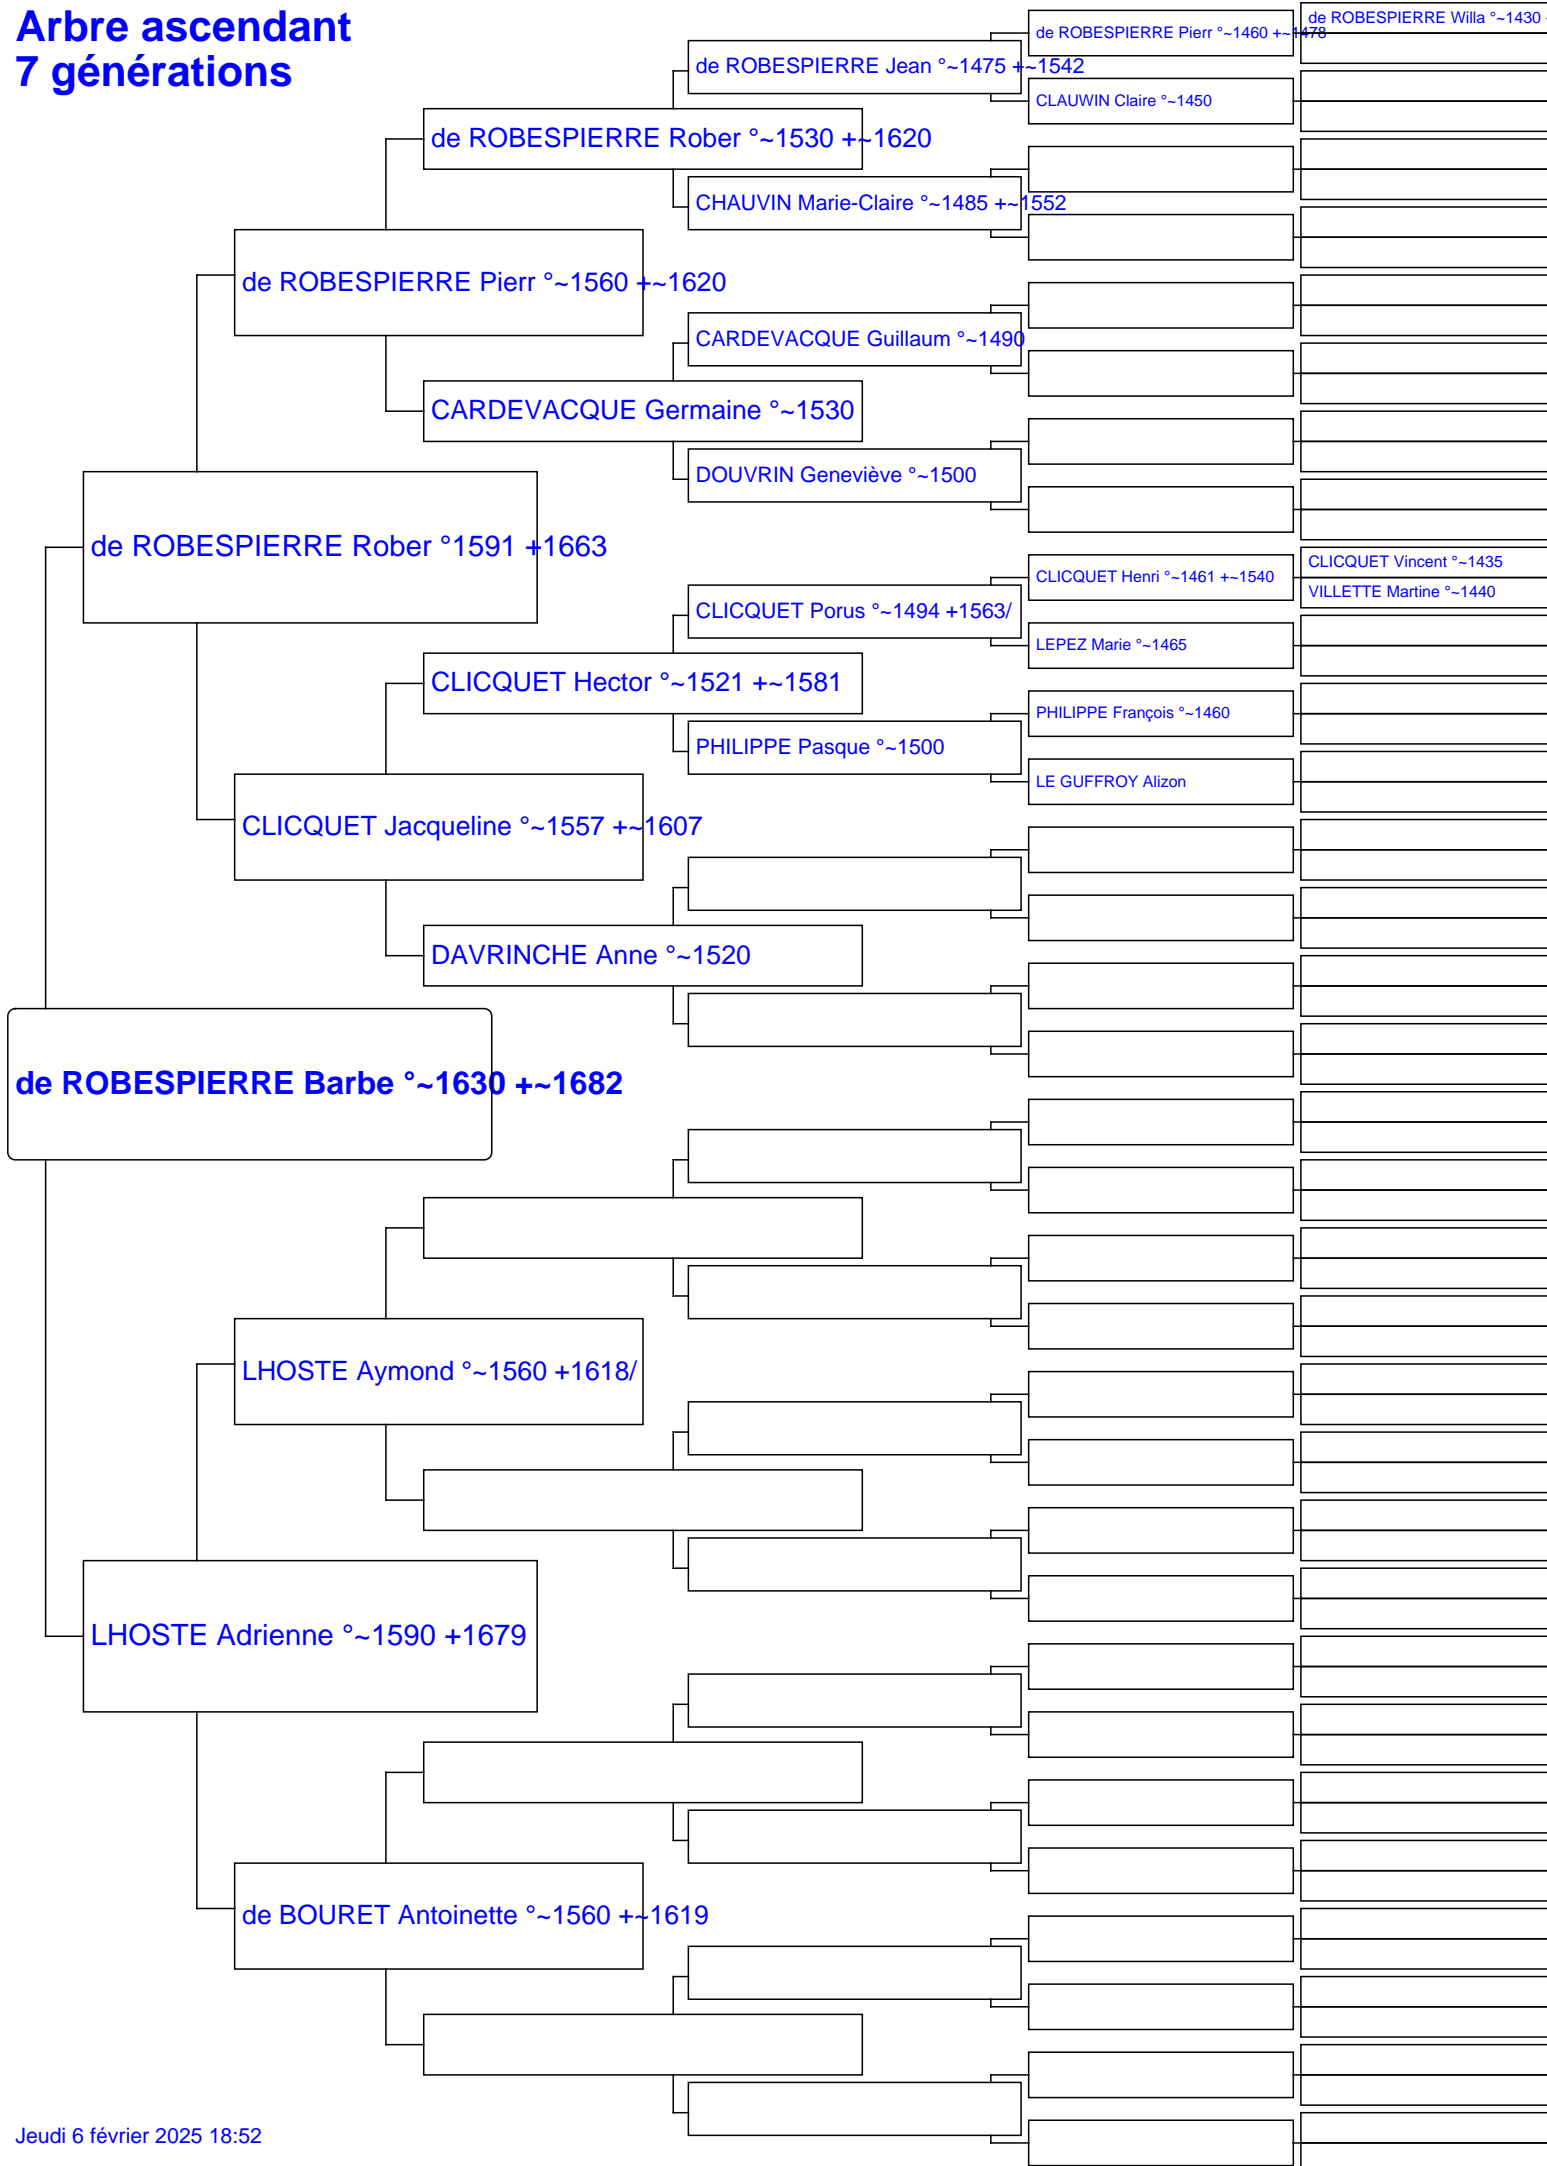 Arbre ascendant
7 générations
de ROBESPIERRE Willa °~1430
de ROBESPIERRE Pierr °~1460 +~1478
de ROBESPIERRE Jean °~1475 +~1542
CLAUWIN Claire °~1450
de ROBESPIERRE Rober °~1530 +~1620
CHAUVIN Marie-Claire °~1485 +~1552
de ROBESPIERRE Pierr °~1560 +~1620
CARDEVACQUE Guillaum °~1490
CARDEVACQUE Germaine °~1530
DOUVRIN Geneviève °~1500
de ROBESPIERRE Rober °1591 +1663
CLICQUET Vincent °~1435
CLICQUET Henri °~1461 +~1540
VILLETTE Martine °~1440
CLICQUET Porus °~1494 +1563/
LEPEZ Marie °~1465
CLICQUET Hector °~1521 +~1581
PHILIPPE François °~1460
PHILIPPE Pasque °~1500
LE GUFFROY Alizon
CLICQUET Jacqueline °~1557 +~1607
DAVRINCHE Anne °~1520
de ROBESPIERRE Barbe °~1630 +~1682
LHOSTE Aymond °~1560 +1618/
LHOSTE Adrienne °~1590 +1679
de BOURET Antoinette °~1560 +~1619
Jeudi 6 février 2025 18:52